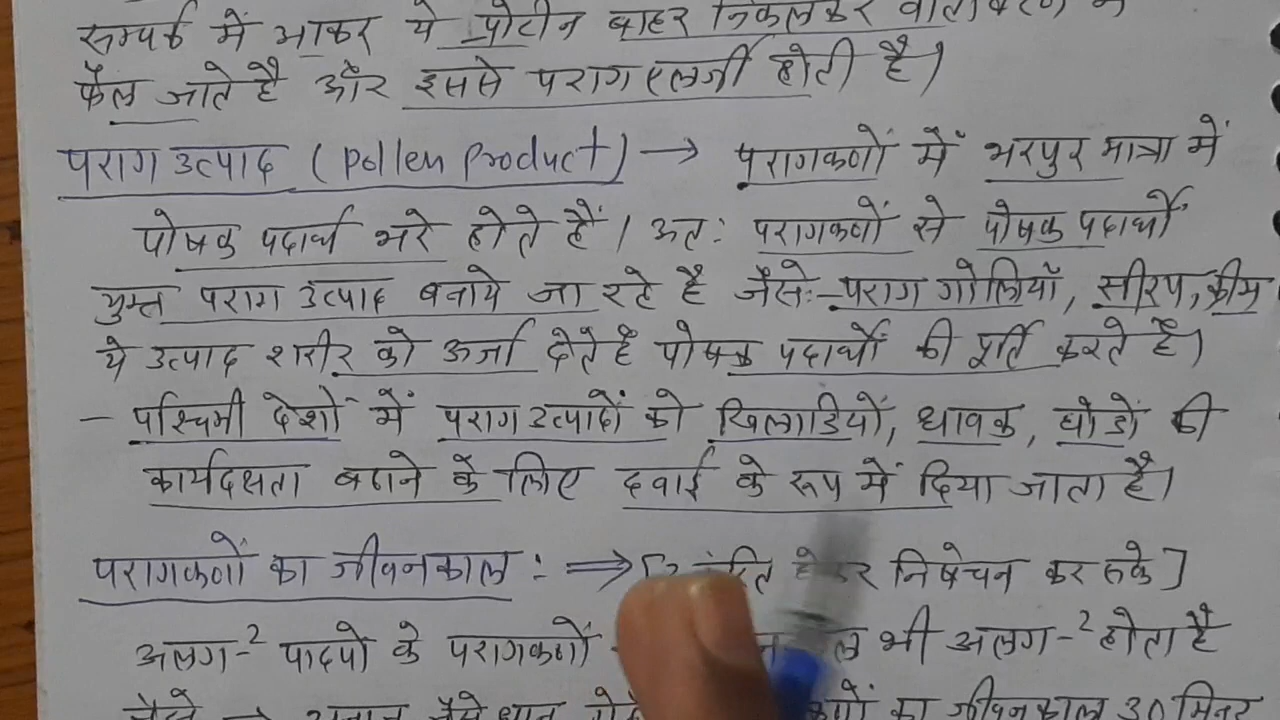 सम्पर्क में आकर ये प्रोटीन बाहर निकलकर वातावरण में
फैल जाते है और इससे पराग एलर्जी होती है।
पराग उत्पाद (Pollen Product) → परागकणों में भरपुर मात्रा में
पोषक पदार्थ भरे होते हैं। अतः परागकणों से पोषक पदार्थों
युक्त पराग उत्पाद बनाये जा रहे है जैसेः- पराग गोलियाँ, सीरप, क्रीम
ये उत्पाद शरीर को ऊर्जा देते है पोषक पदार्थों की पूर्ति करते है।
- पश्चिमी देशों में पराग उत्पादों को खिलाडियों, धावक, घोडों की
कार्यदक्षता बढाने के लिए दवाई के रूप में दिया जाता है।
परागकणों का जीवनकाल : ⇒ [ निषेचन कर सके]
अलग-2 पादपो के परागकणों भी अलग-2 होता है
जैसे → अनाज जैसे धान का जीवनकाल 30 मिनट